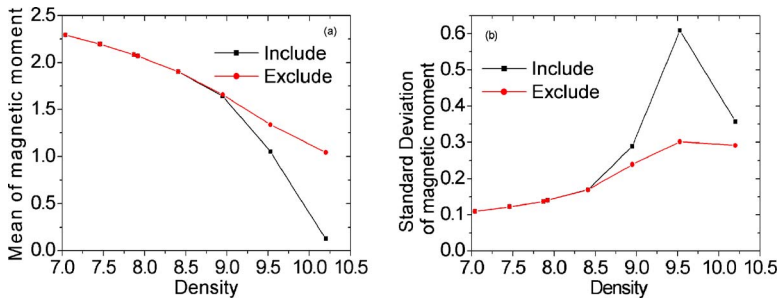 (a)
Include
Exclude
Mean of magnetic moment
2.5
2.0
1.5
1.0
0.5
0.0
7.0 7.5 8.0 8.5 9.0 9.5 10.0 10.5
Density
(b)
Include
Exclude
Standard Deviation
of magnetic moment
0.6
0.5
0.4
0.3
0.2
0.1
0.0
7.0 7.5 8.0 8.5 9.0 9.5 10.0 10.5
Density